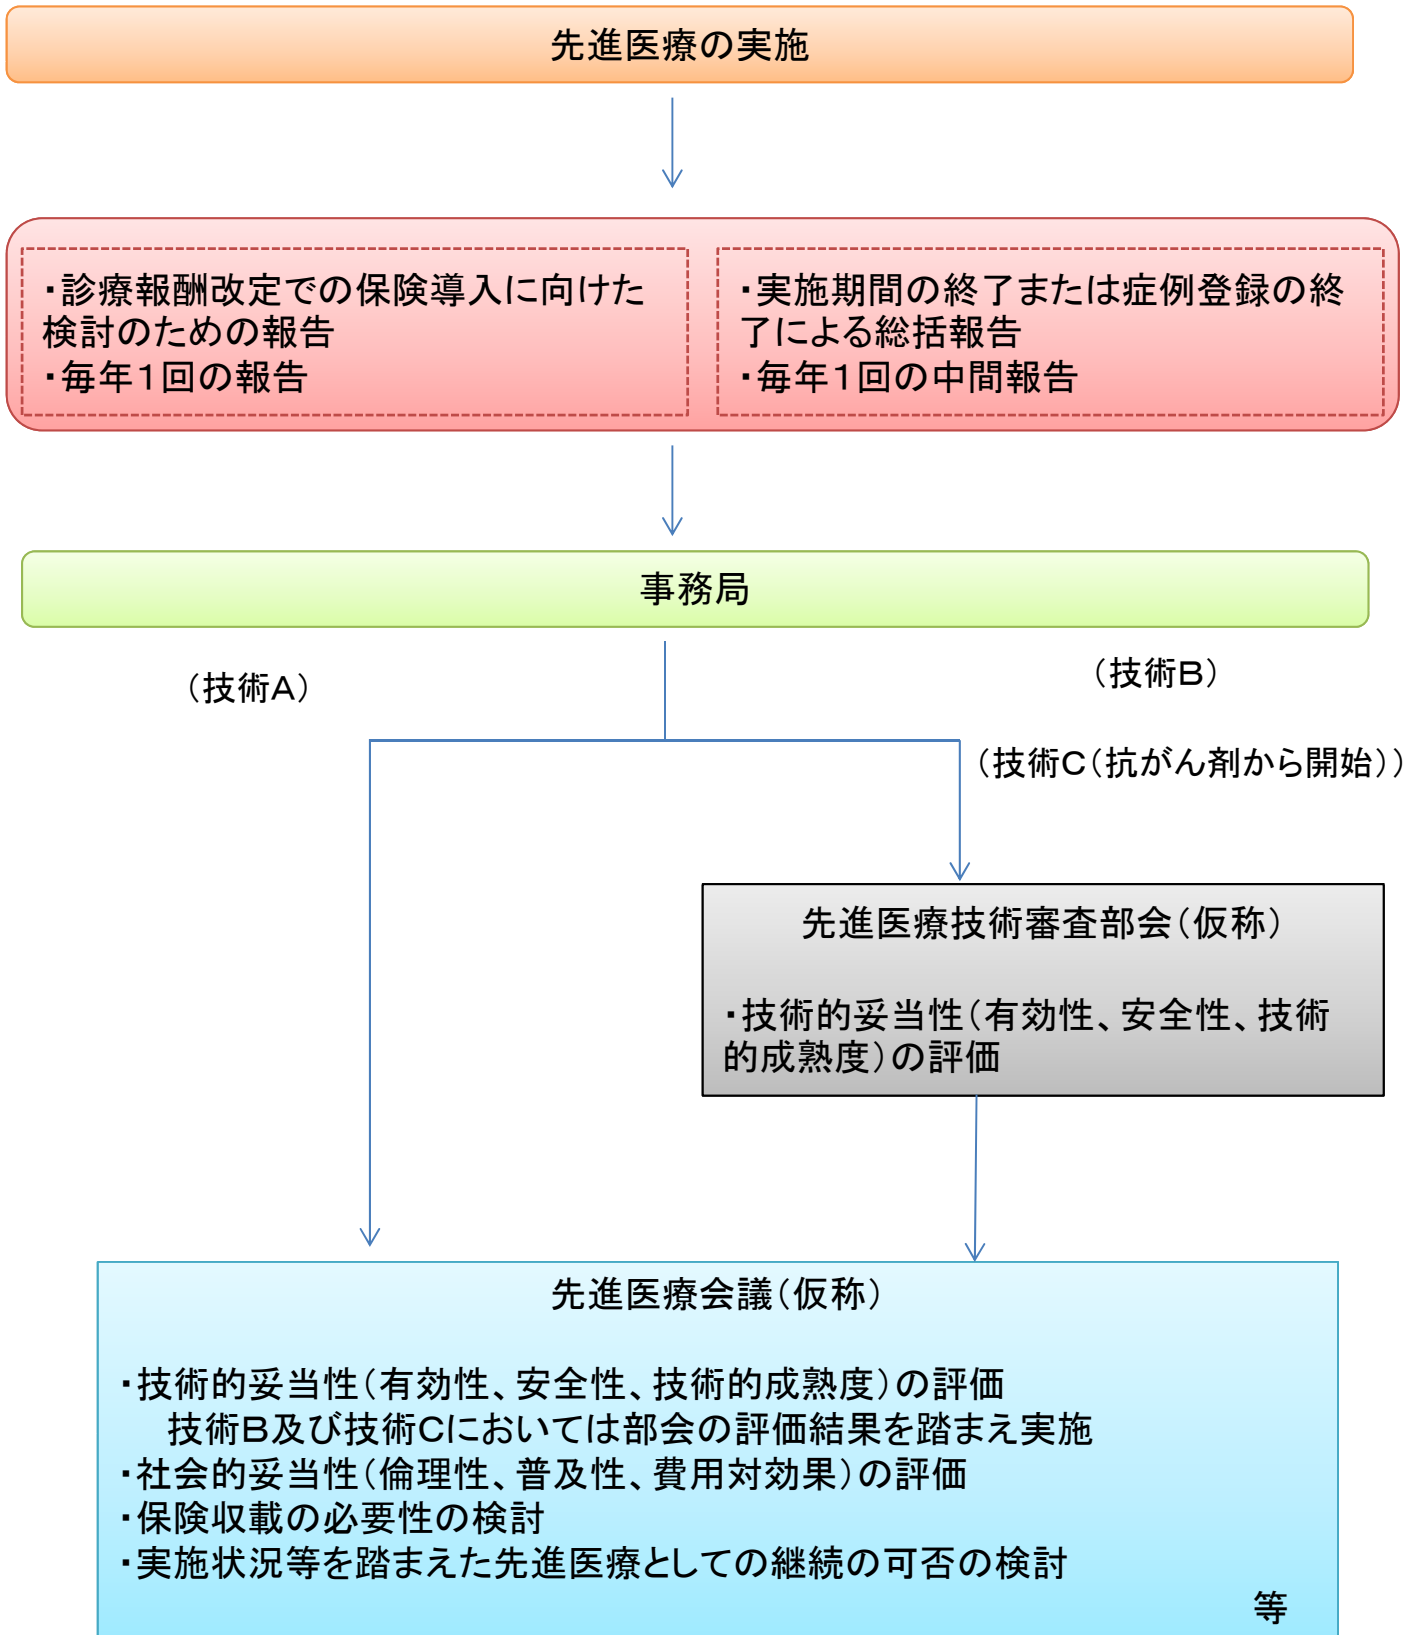 先進医療の実施
・診療報酬改定での保険導入に向けた
検討のための報告
・毎年１回の報告
・実施期間の終了または症例登録の終
了による総括報告
・毎年１回の中間報告
事務局
（技術Ａ）
（技術Ｂ）
（技術Ｃ（抗がん剤から開始））
先進医療技術審査部会（仮称）
・技術的妥当性（有効性、安全性、技術
的成熟度）の評価
先進医療会議（仮称）
・技術的妥当性（有効性、安全性、技術的成熟度）の評価
技術Ｂ及び技術Ｃにおいては部会の評価結果を踏まえ実施
・社会的妥当性（倫理性、普及性、費用対効果）の評価
・保険収載の必要性の検討
・実施状況等を踏まえた先進医療としての継続の可否の検討
等